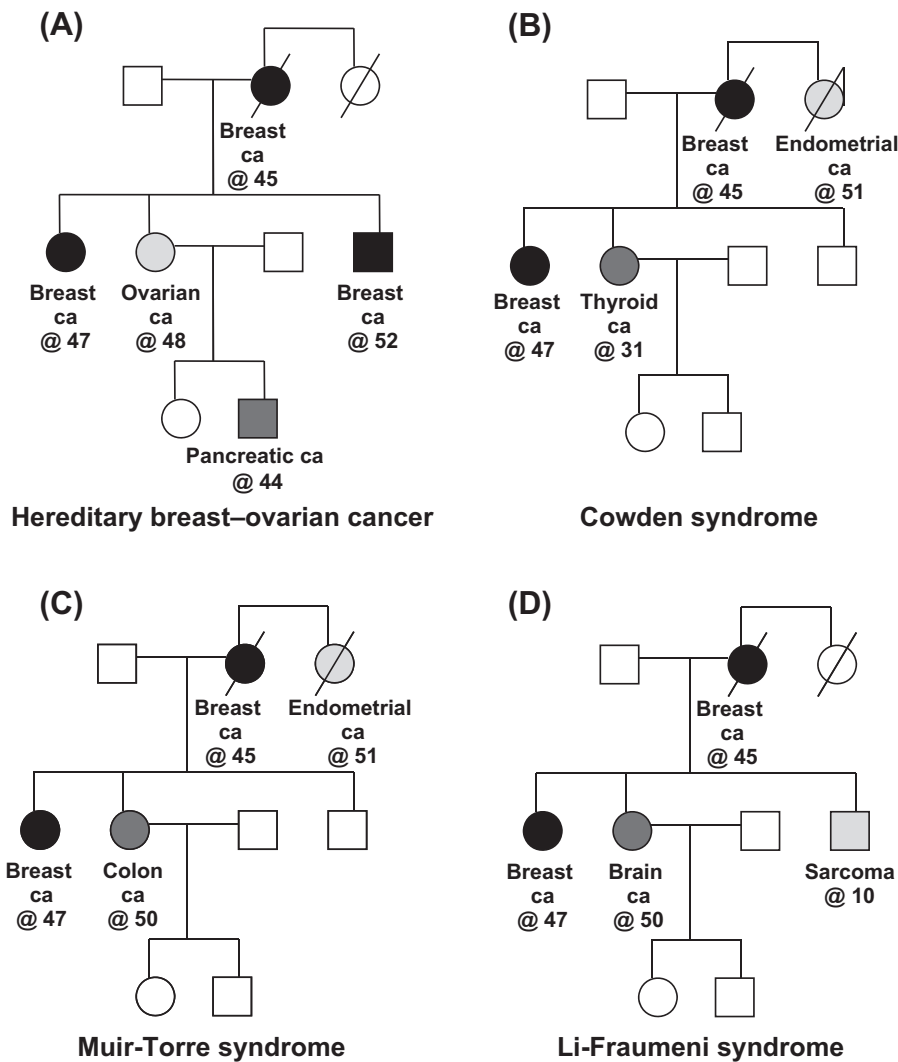 (A)
Breast
ca
@ 45
Breast
ca
@ 47
Ovarian
ca
@ 48
Breast
ca
@ 52
Pancreatic ca
@ 44
Hereditary breast–ovarian cancer
(B)
Breast
ca
@ 45
Endometrial
ca
@ 51
Breast
ca
@ 47
Thyroid
ca
@ 31
Cowden syndrome
(C)
Breast
ca
@ 45
Endometrial
ca
@ 51
Breast
ca
@ 47
Colon
ca
@ 50
Muir-Torre syndrome
(D)
Breast
ca
@ 45
Breast
ca
@ 47
Brain
ca
@ 50
Sarcoma
@ 10
Li-Fraumeni syndrome